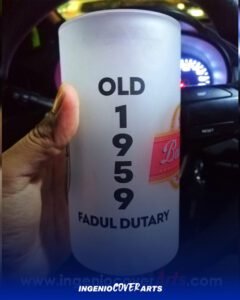 OLD
1
9
5
9
FADUL DUTARY
www.ingeniocoverarts.com
INGENIOCOVERARTS